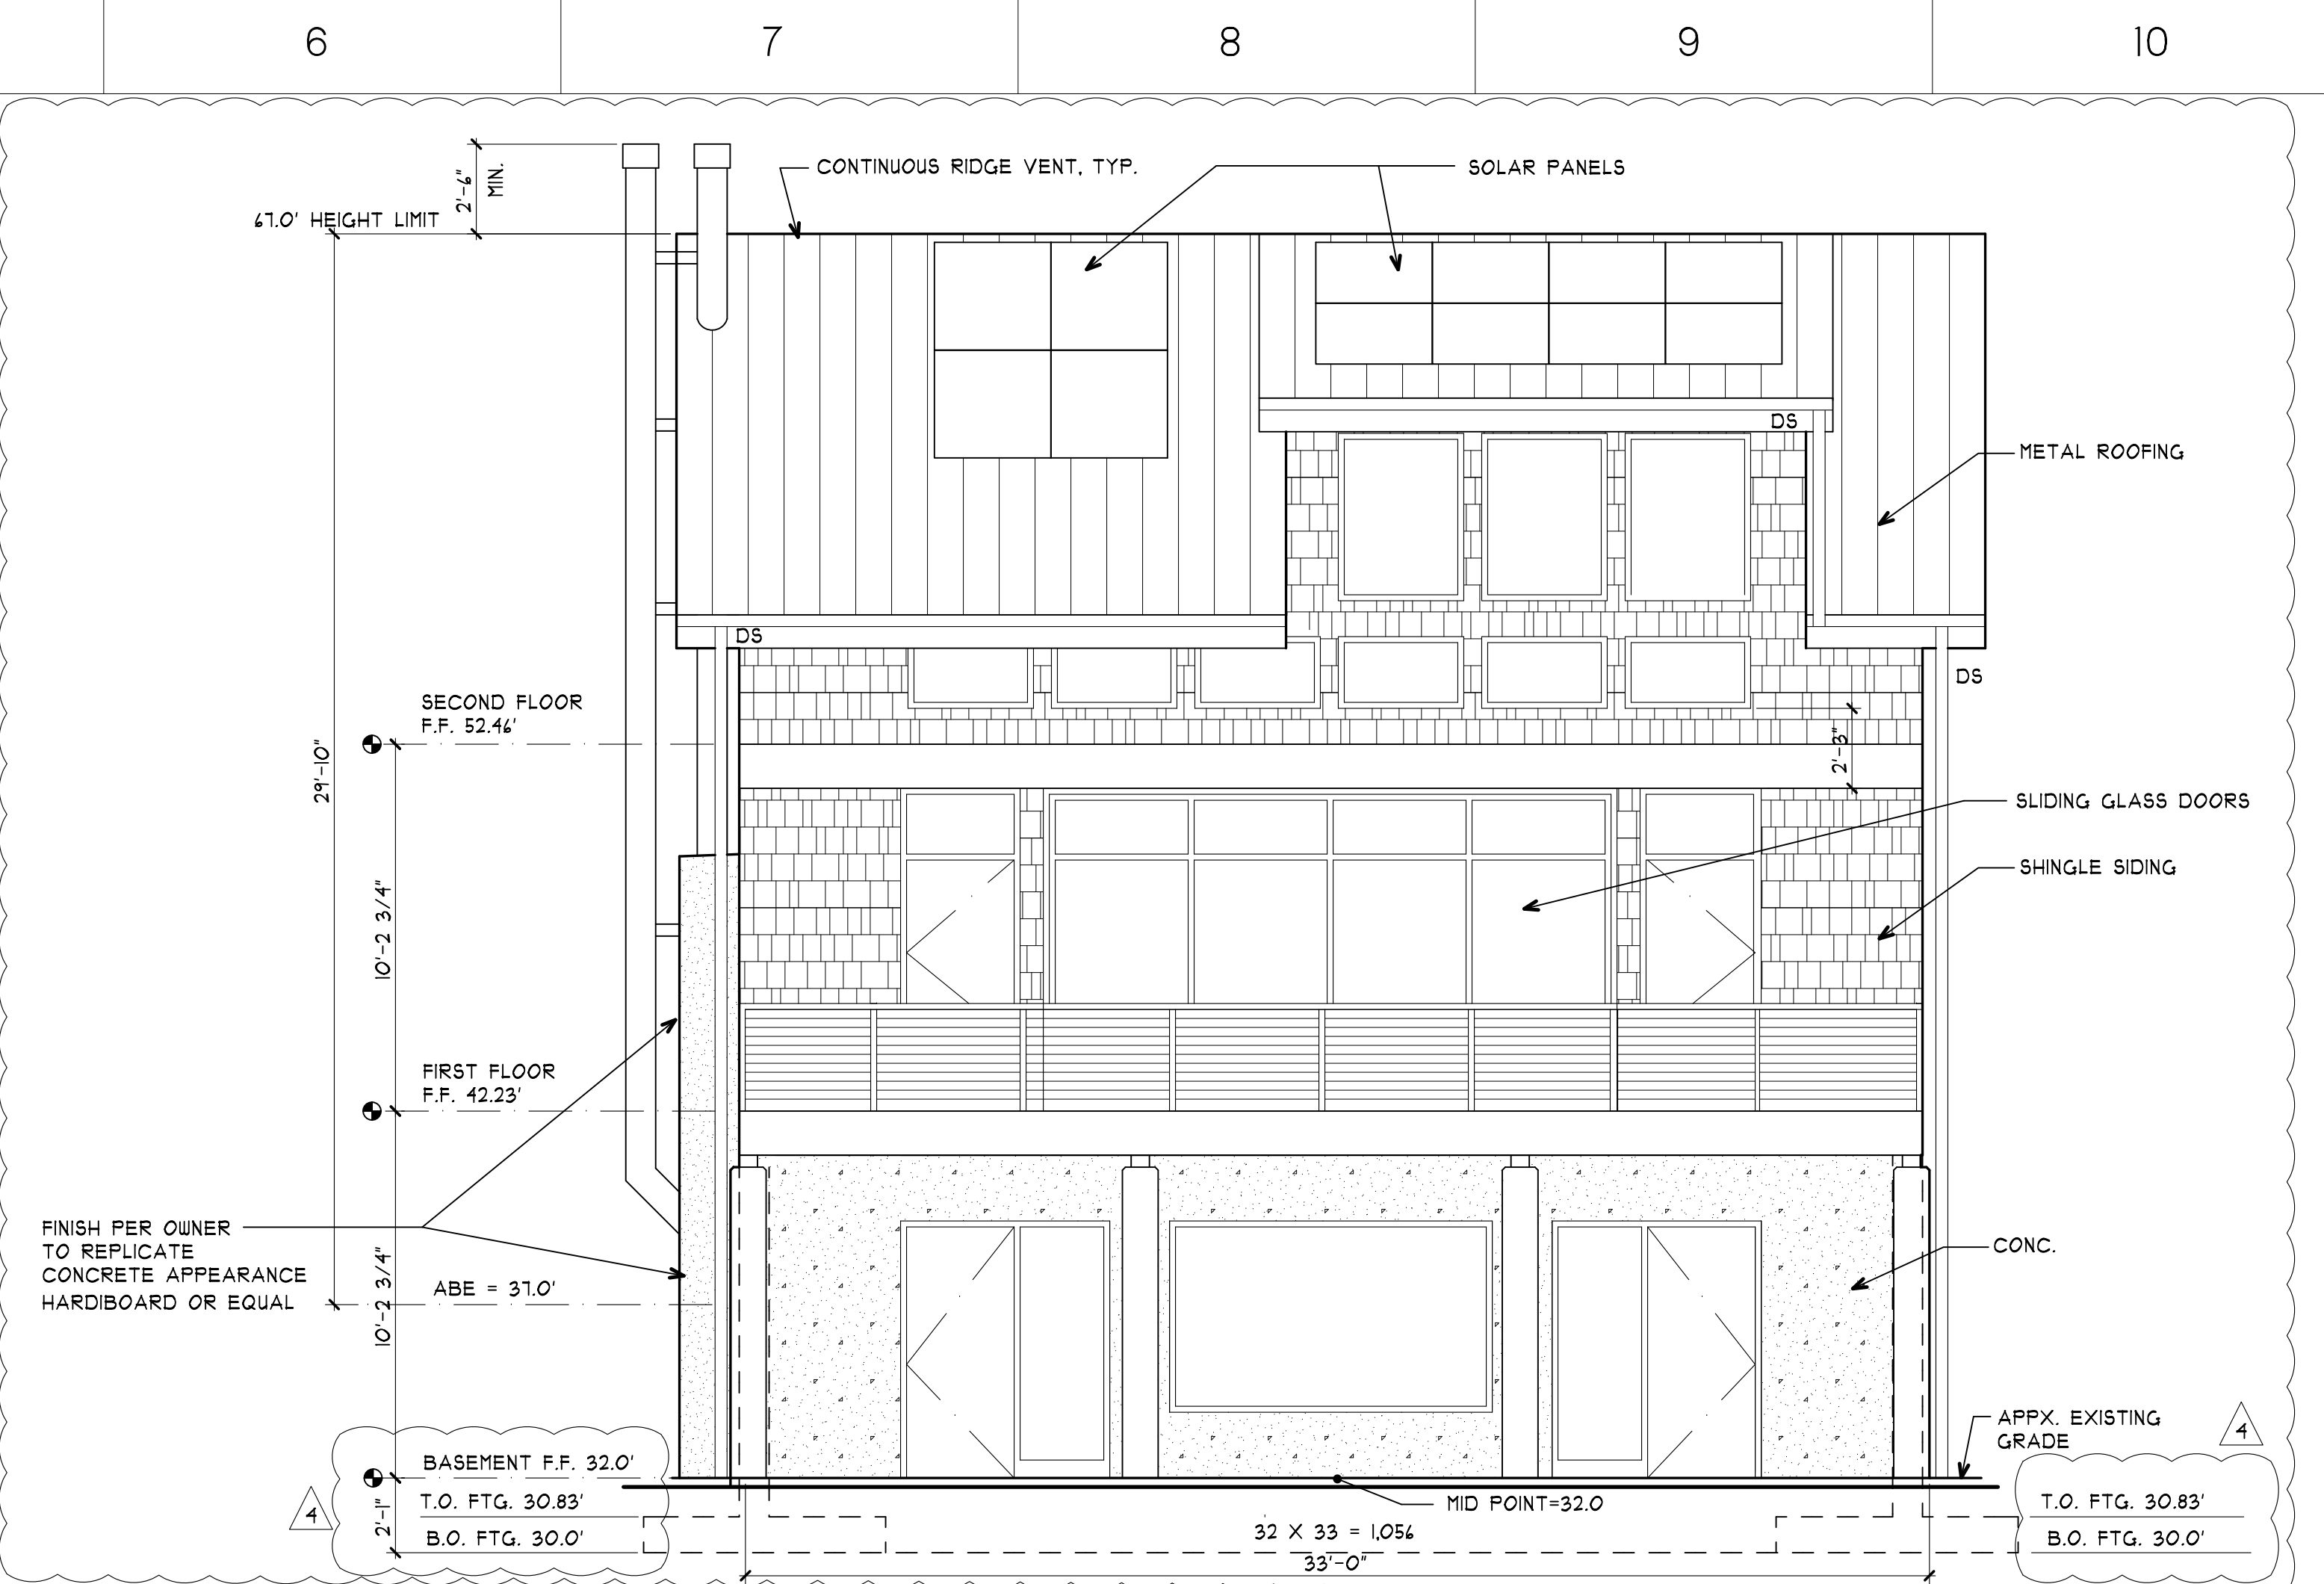 6 7 8 9 10
CONTINUOUS RIDGE VENT, TYP.
SOLAR PANELS
2'-6"
MIN.
67.0' HEIGHT LIMIT
DS
METAL ROOFING
DS
DS
SECOND FLOOR
F.F. 52.46'
29'-10"
2'-3"
SLIDING GLASS DOORS
SHINGLE SIDING
10'-2 3/4"
FIRST FLOOR
F.F. 42.23'
FINISH PER OWNER
TO REPLICATE
CONCRETE APPEARANCE
HARDIBOARD OR EQUAL
CONC.
ABE = 37.0'
10'-2 3/4"
APPX. EXISTING
GRADE
4
BASEMENT F.F. 32.0'
T.O. FTG. 30.83'
B.O. FTG. 30.0'
4
2'-1"
MID POINT=32.0
32 X 33 = 1,056
33'-0"
T.O. FTG. 30.83'
B.O. FTG. 30.0'